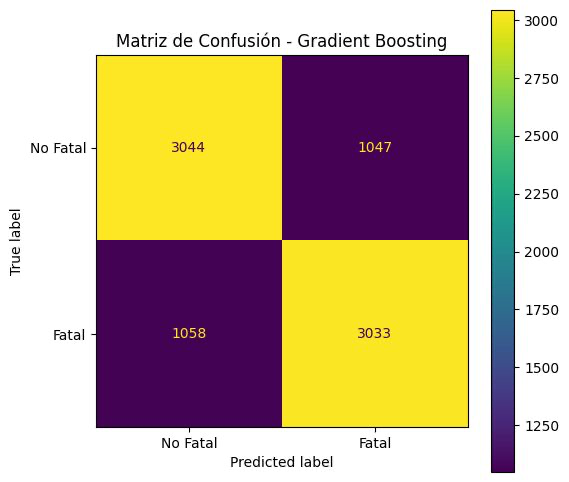 Matriz de Confusión - Gradient Boosting
True label
No Fatal
3044
1047
Fatal
1058
3033
No Fatal
Fatal
Predicted label
3000
2750
2500
2250
2000
1750
1500
1250